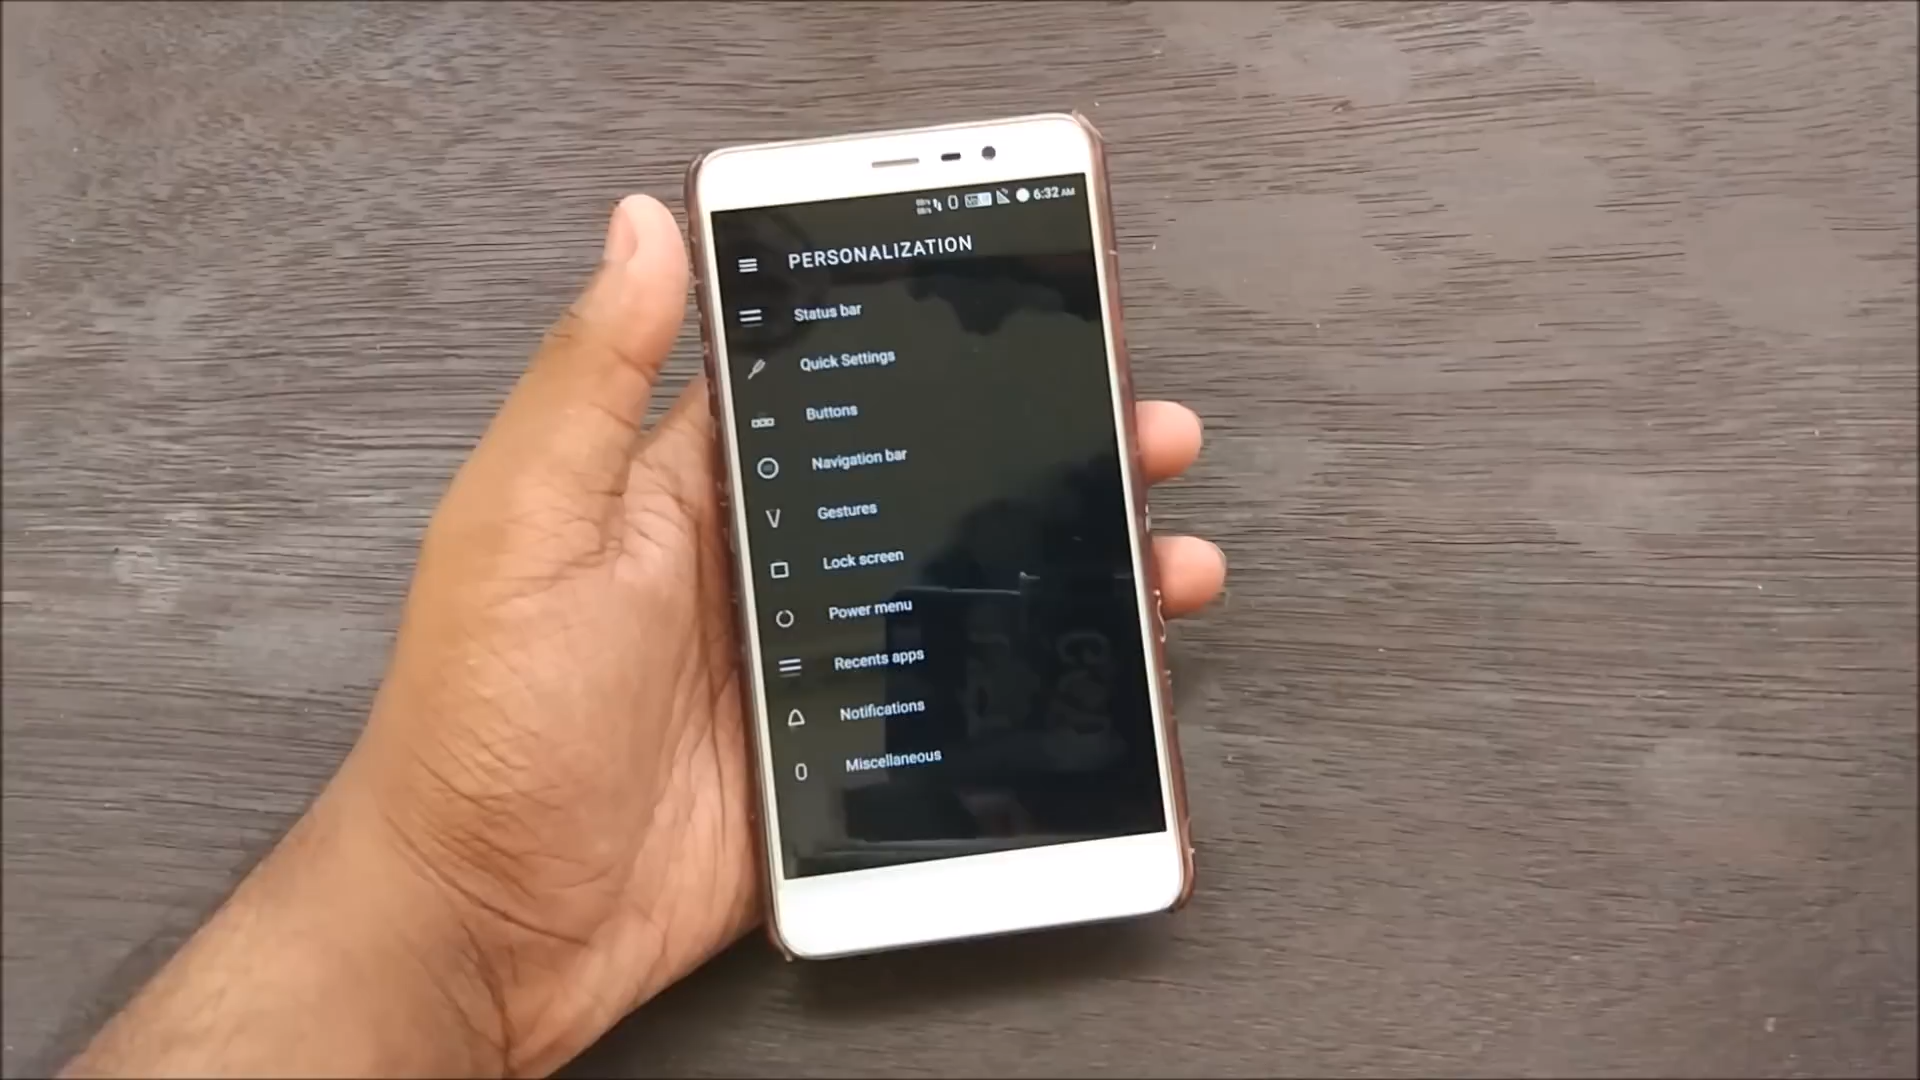 6:32 AM
PERSONALIZATION
Status bar
Quick Settings
Buttons
Navigation bar
Gestures
Lock screen
Power menu
Recents apps
Notifications
Miscellaneous